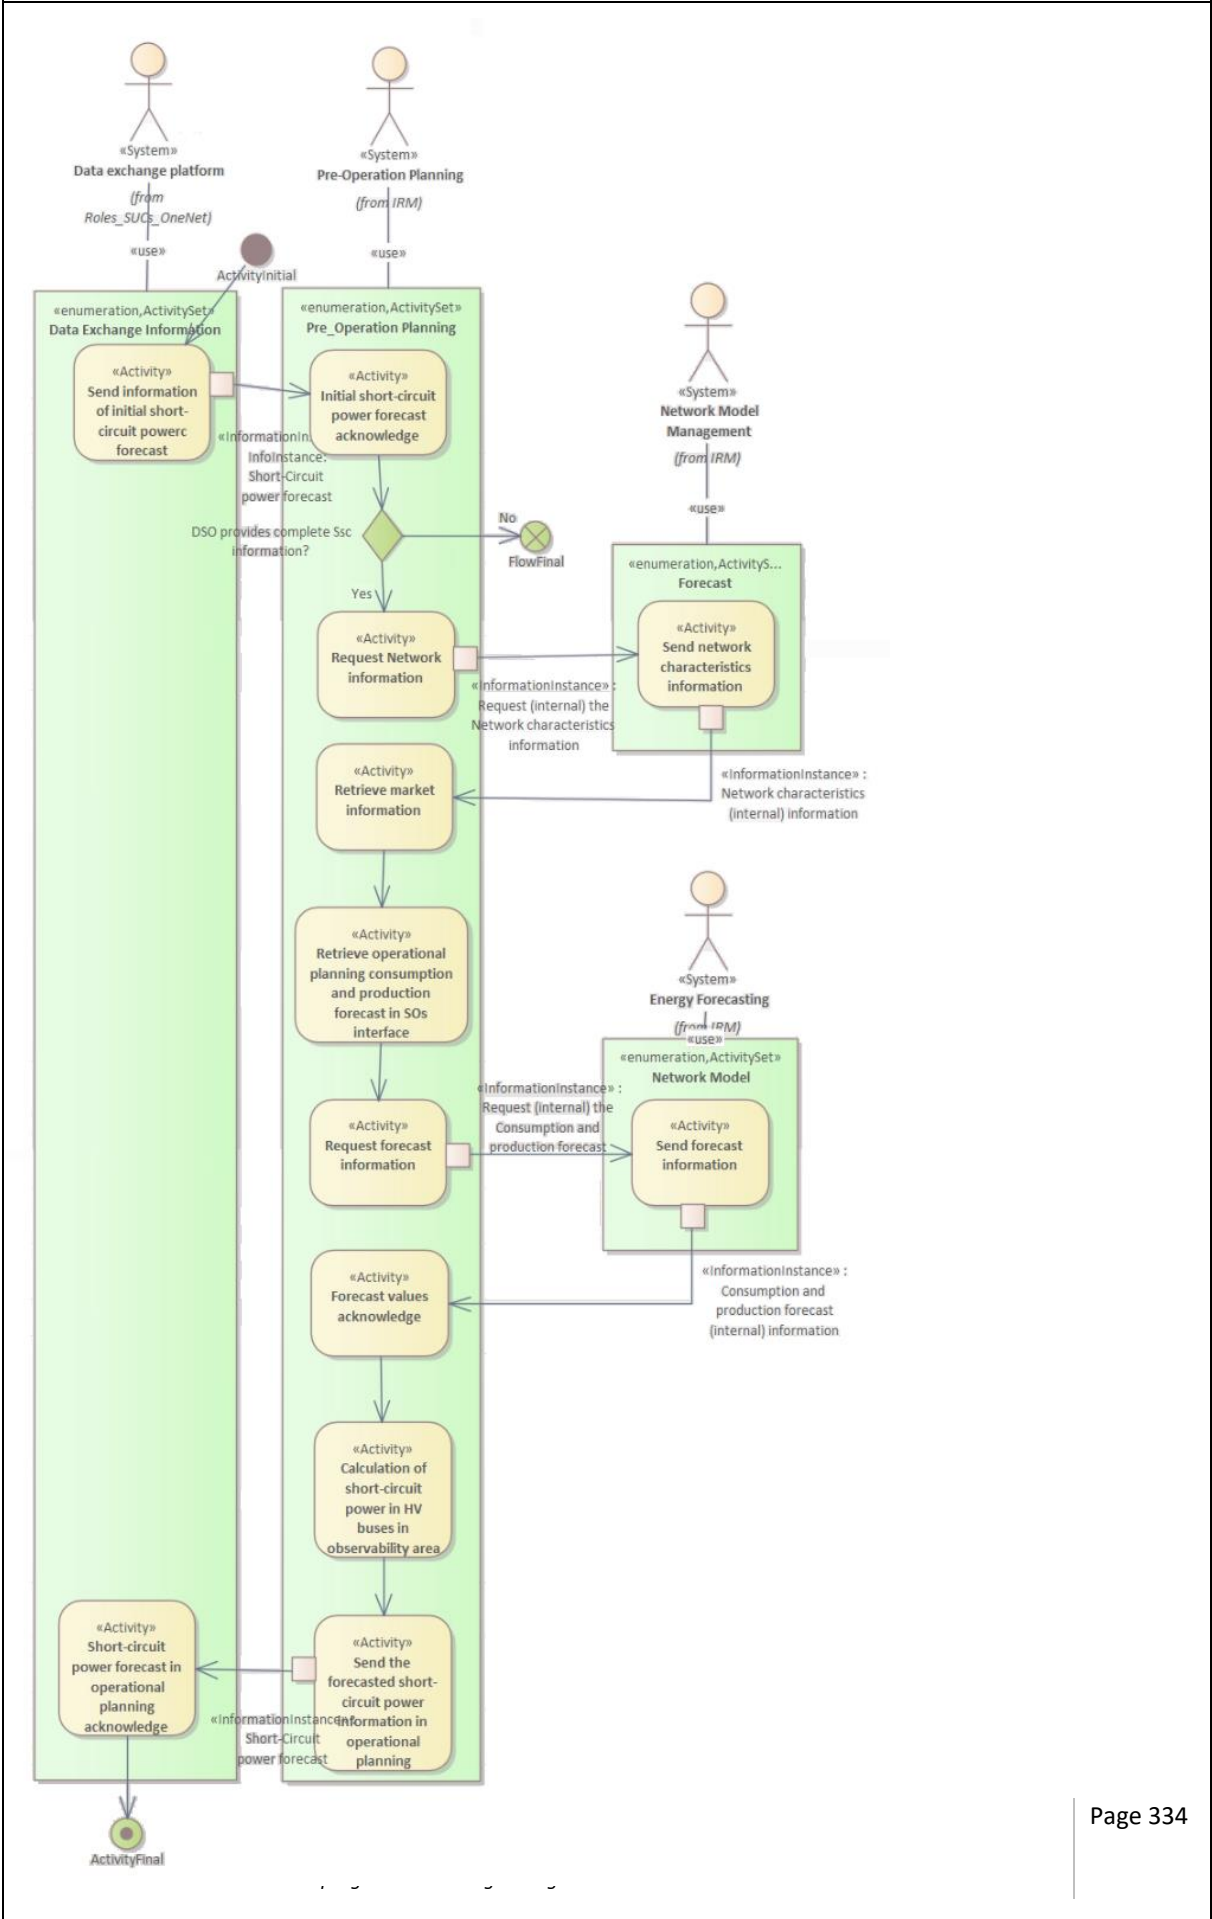 «System»
Data exchange platform
(from
Roles_SUCs_OneNet)
«use»
«System»
Pre-Operation Planning
(from IRM)
«use»
ActivityInitial
«enumeration,ActivitySet»
Data Exchange Information
«Activity»
Send information
of initial short-
circuit powerc
forecast
«enumeration,ActivitySet»
Pre_Operation Planning
«Activity»
Initial short-circuit
power forecast
acknowledge
«InformationIn...
InfoInstance:
Short-Circuit
power forecast
DSO provides complete Ssc
information?
No
FlowFinal
Yes
«System»
Network Model
Management
(from IRM)
«use»
«enumeration,ActivityS...
Forecast
«Activity»
Request Network
information
«Activity»
Send network
characteristics
information
«InformationInstance» :
Request (internal) the
Network characteristics
information
«Activity»
Retrieve market
information
«InformationInstance» :
Network characteristics
(internal) information
«Activity»
Retrieve operational
planning consumption
and production
forecast in SOs
interface
«System»
Energy Forecasting
(from IRM)
«use»
«enumeration,ActivitySet»
Network Model
«InformationInstance» :
Request (internal) the
Consumption and
production forecast
«Activity»
Request forecast
information
«Activity»
Send forecast
information
«Activity»
Forecast values
acknowledge
«InformationInstance» :
Consumption and
production forecast
(internal) information
«Activity»
Calculation of
short-circuit
power in HV
buses in
observability area
«Activity»
Short-circuit
power forecast in
operational
planning
acknowledge
«Activity»
Send the
forecasted short-
circuit power
information in
operational
planning
«InformationInstance» :
Short-Circuit
power forecast
ActivityFinal
Page 334